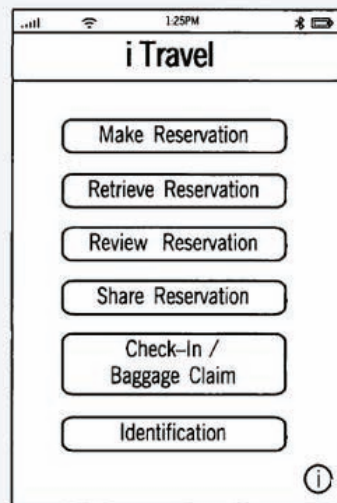 1:25PM
i Travel
Make Reservation
Retrieve Reservation
Review Reservation
Share Reservation
Check-In /
Baggage Claim
Identification
i